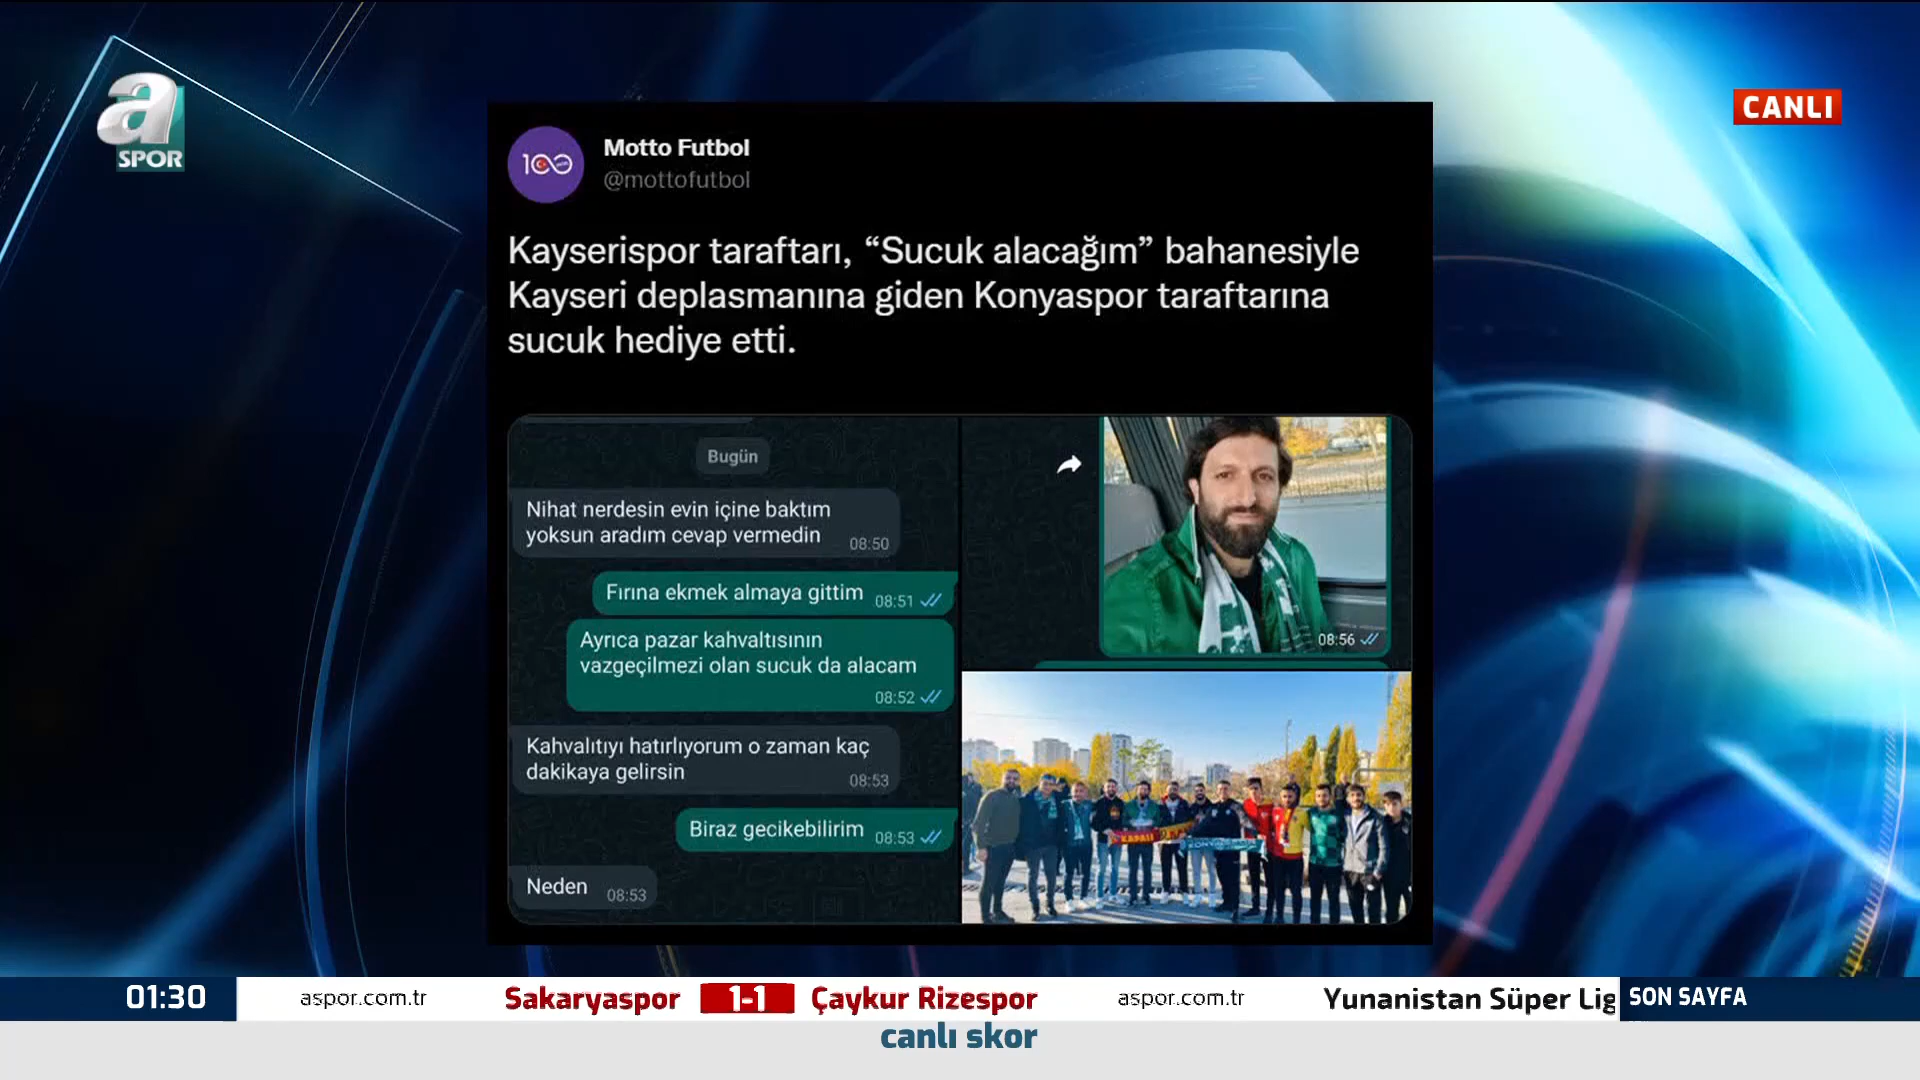 a
SPOR
CANLI
100
Motto Futbol
@mottofutbol
Kayserispor taraftarı, “Sucuk alacağım” bahanesiyle
Kayseri deplasmanına giden Konyaspor taraftarına
sucuk hediye etti.
Bugün
Nihat nerdesin evin içine baktım
yoksun aradım cevap vermedin 08:50
Fırına ekmek almaya gittim 08:51
Ayrıca pazar kahvaltısının
vazgeçilmezi olan sucuk da alacam
08:52
Kahvalıtıyı hatırlıyorum o zaman kaç
dakikaya gelirsin 08:53
Biraz gecikebilirim 08:53
Neden 08:53
08:56
KAPALI
KONYASPOR
01:30 aspor.com.tr Sakaryaspor 1-1 Çaykur Rizespor aspor.com.tr Yunanistan Süper Lig SON SAYFA
canlı skor